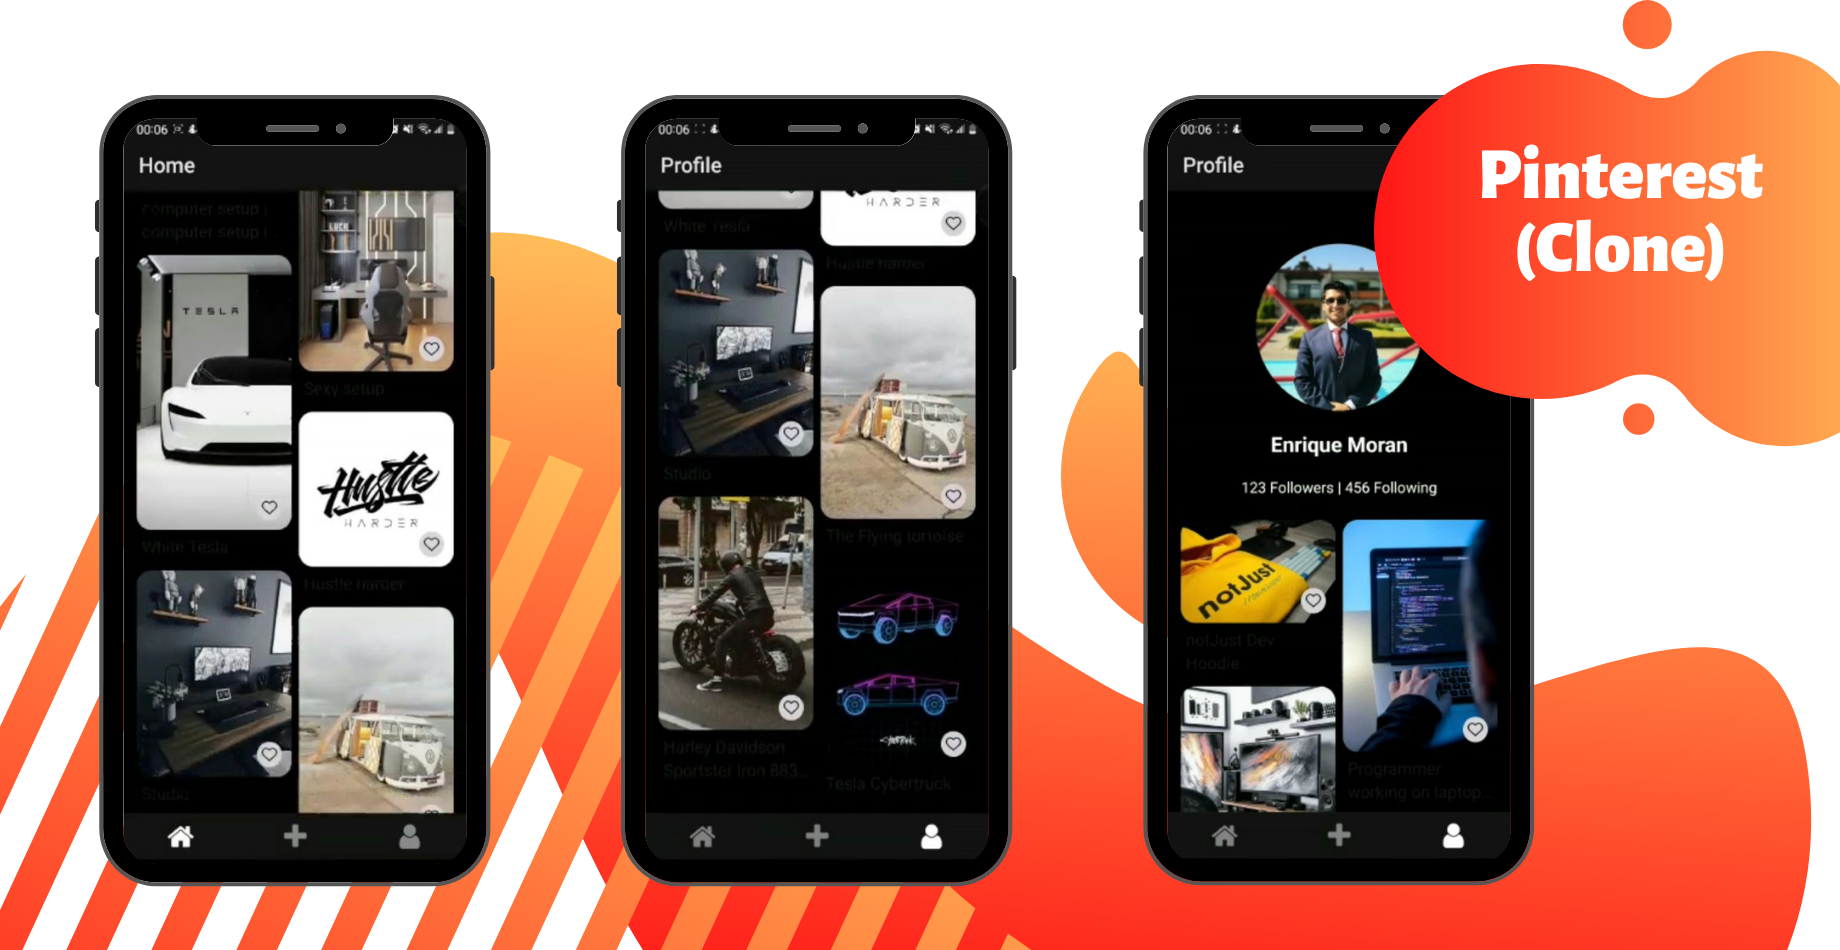 00:06
Home
computer setup |
computer setup i...
TESLA
LUCK
Sexy setup
Hustle
HARDER
White Tesla
Hustle harder
Studio
00:06
Profile
HARDER
White Tesla
Hustle harder
Studio
The Flying tortoise
Harley Davidson
Sportster Iron 883...
Tesla Cybertruck
00:06
Profile
Pinterest
(Clone)
Enrique Moran
123 Followers | 456 Following
notJust
notJust Dev
Hoodie
Programmer
working on laptop...